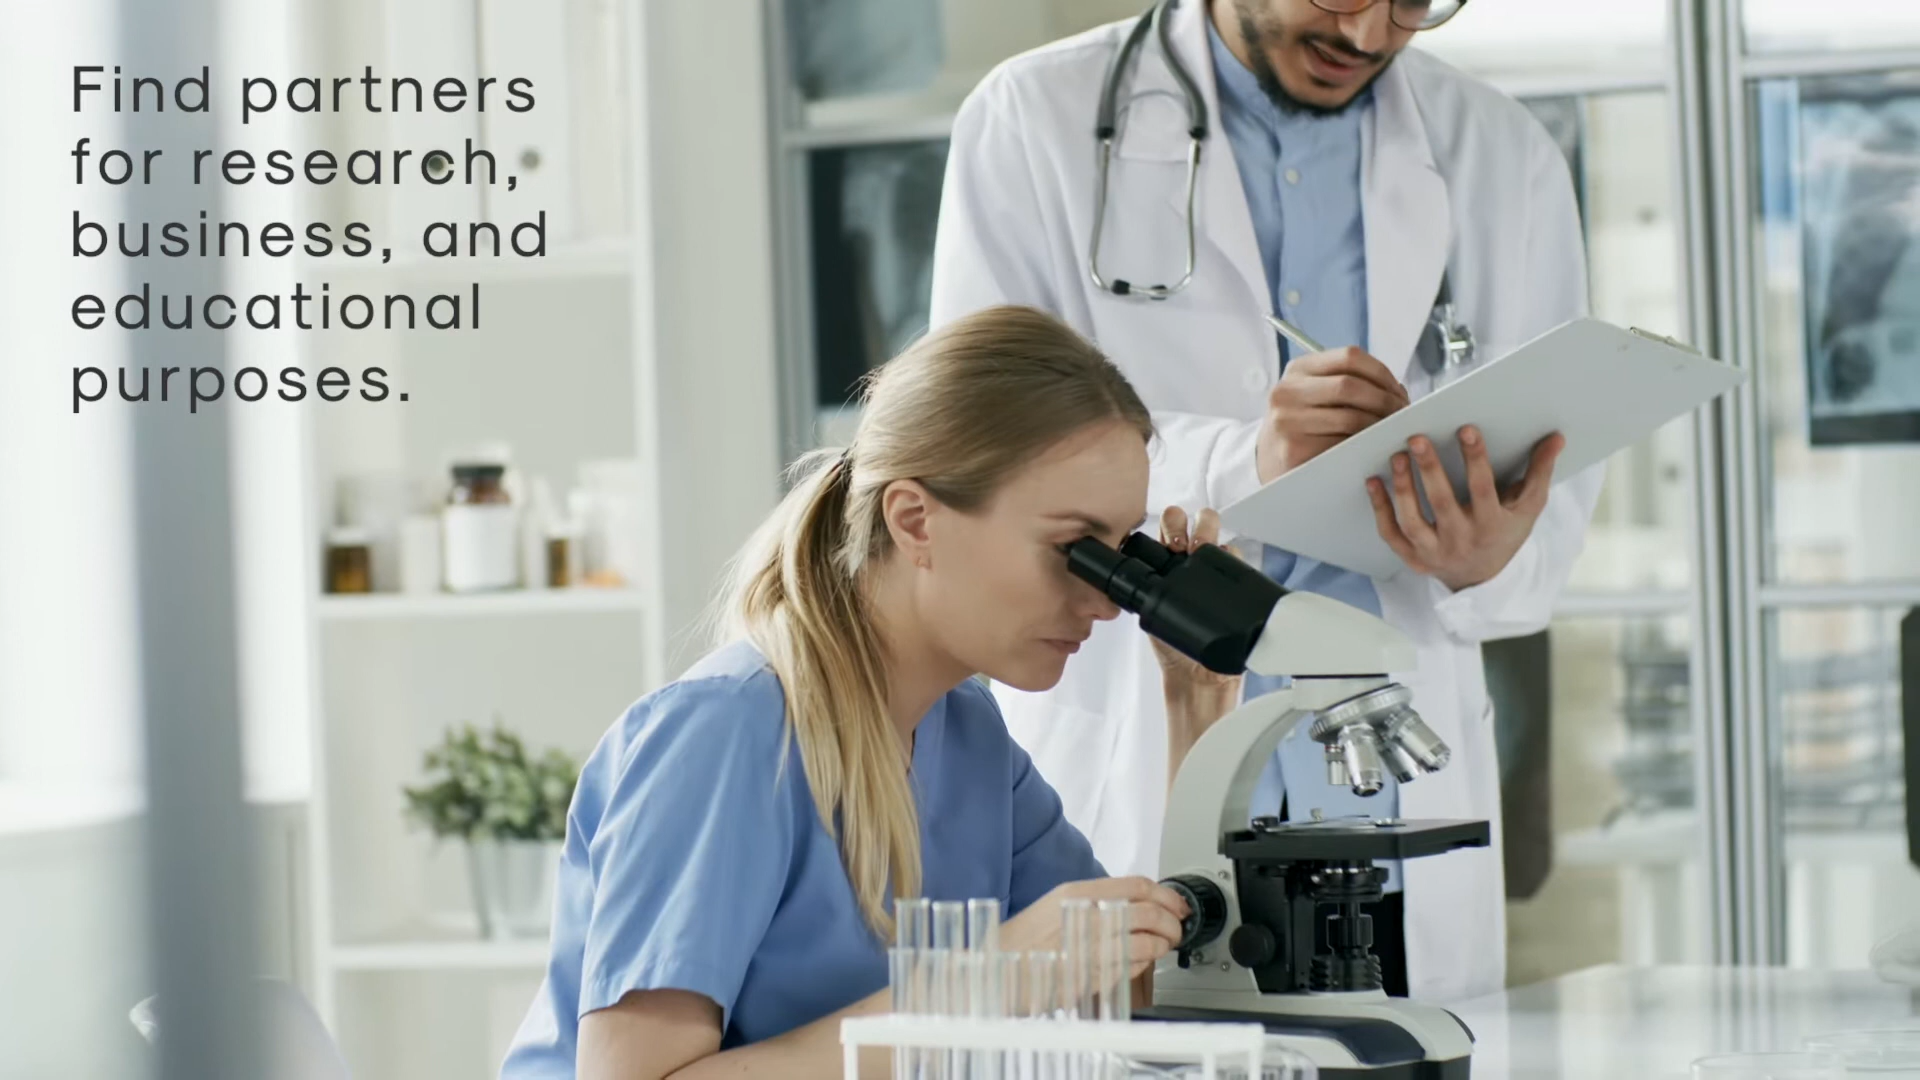 Find partners
for research,
business, and
educational
purposes.